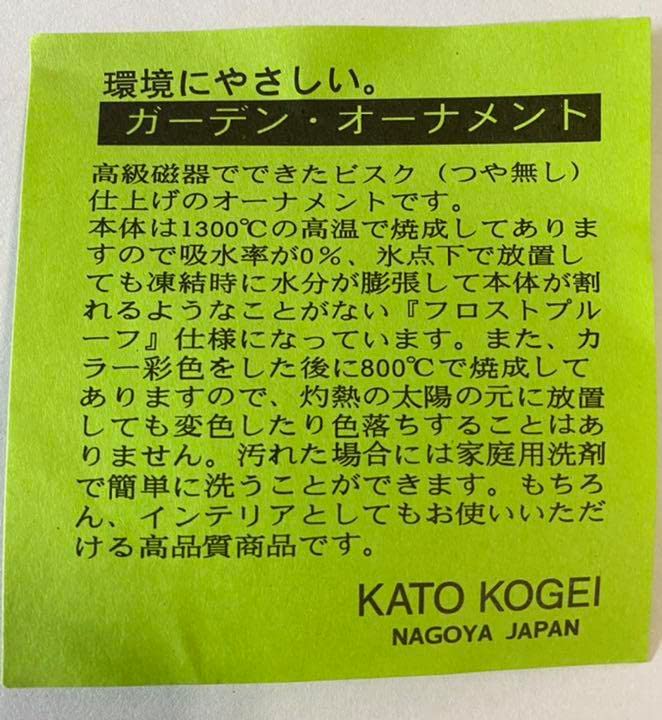 環境にやさしい。
ガーデン・オーナメント
高級磁器でできたビスク（つや無し）
仕上げのオーナメントです。
本体は1300℃の高温で焼成してありま
すので吸水率が0％、氷点下で放置し
ても凍結時に水分が膨張して本体が割
れるようなことがない『フロストプル
ーフ』仕様になっています。また、カ
ラー彩色をした後に800℃で焼成して
ありますので、灼熱の太陽の元に放置
しても変色したり色落ちすることはあ
りません。汚れた場合には家庭用洗剤
で簡単に洗うことができます。もちろ
ん、インテリアとしてもお使いいただ
ける高品質商品です。
KATO KOGEI
NAGOYA JAPAN